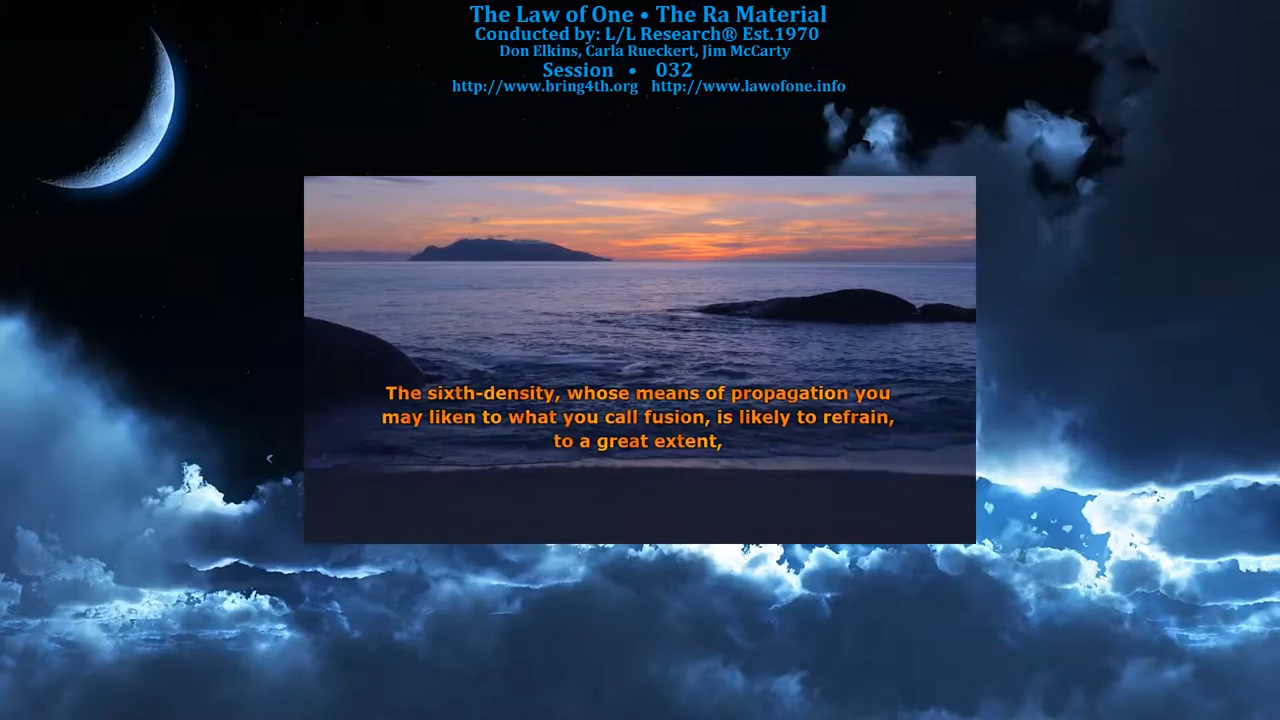 The Law of One • The Ra Material
Conducted by: L/L Research® Est.1970
Don Elkins, Carla Rueckert, Jim McCarty
Session • 032
http://www.bring4th.org http://www.lawofone.info
The sixth-density, whose means of propagation you
may liken to what you call fusion, is likely to refrain,
to a great extent,